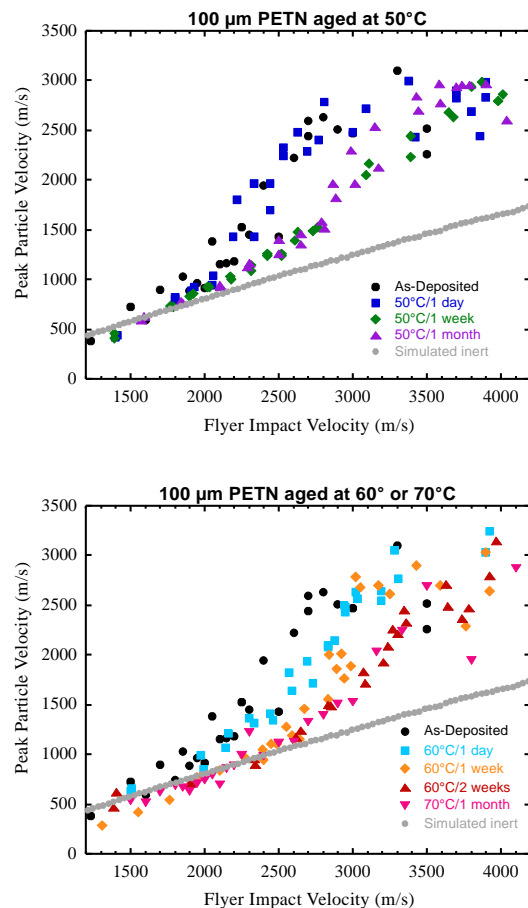 100 µm PETN aged at 50°C
3500
3000
2500
2000
1500
1000
500
0
Peak Particle Velocity (m/s)
As-Deposited
50°C/1 day
50°C/1 week
50°C/1 month
Simulated inert
1500 2000 2500 3000 3500 4000
Flyer Impact Velocity (m/s)
100 µm PETN aged at 60° or 70°C
3500
3000
2500
2000
1500
1000
500
0
Peak Particle Velocity (m/s)
As-Deposited
60°C/1 day
60°C/1 week
60°C/2 weeks
70°C/1 month
Simulated inert
1500 2000 2500 3000 3500 4000
Flyer Impact Velocity (m/s)